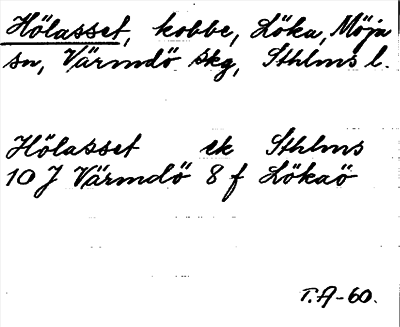 Hölasset, kobbe, Löka, Möja
sn, Värmdö skg, Sthlms l.
Hölasset ek Sthlms
10 J Värmdö 8 f Lökaö
T.A-60.